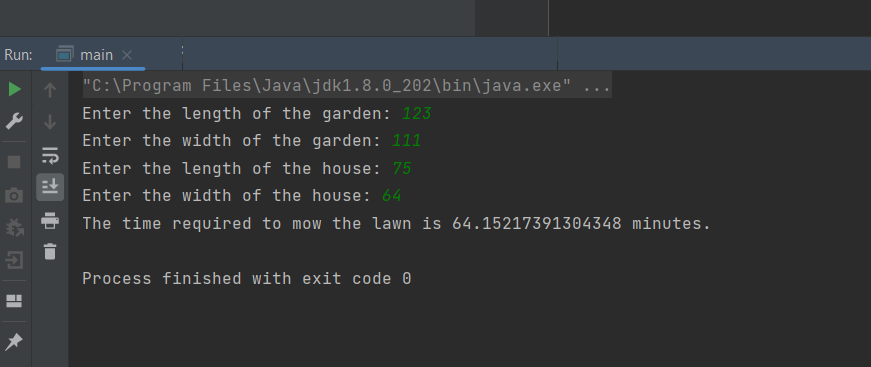 Run: main
"C:\Program Files\Java\jdk1.8.0_202\bin\java.exe" ...
Enter the length of the garden: 123
Enter the width of the garden: 111
Enter the length of the house: 75
Enter the width of the house: 64
The time required to mow the lawn is 64.15217391304348 minutes.
Process finished with exit code 0